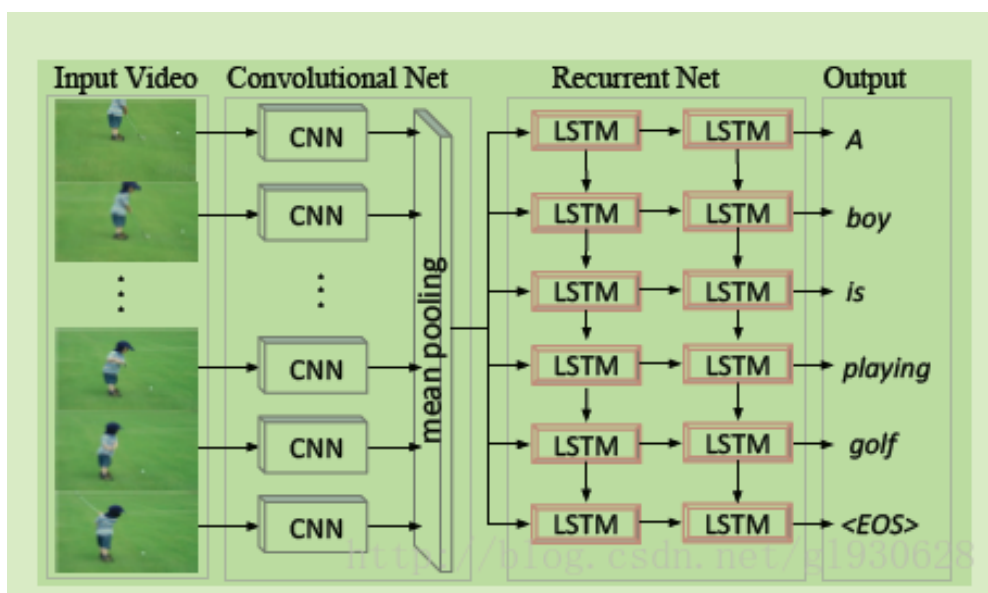 Input Video
Convolutional Net
Recurrent Net
Output
CNN
LSTM
LSTM
A
CNN
LSTM
LSTM
boy
LSTM
LSTM
is
mean pooling
CNN
LSTM
LSTM
playing
CNN
LSTM
LSTM
golf
CNN
LSTM
LSTM
<EOS>
http://blog.csdn.net/gl930628